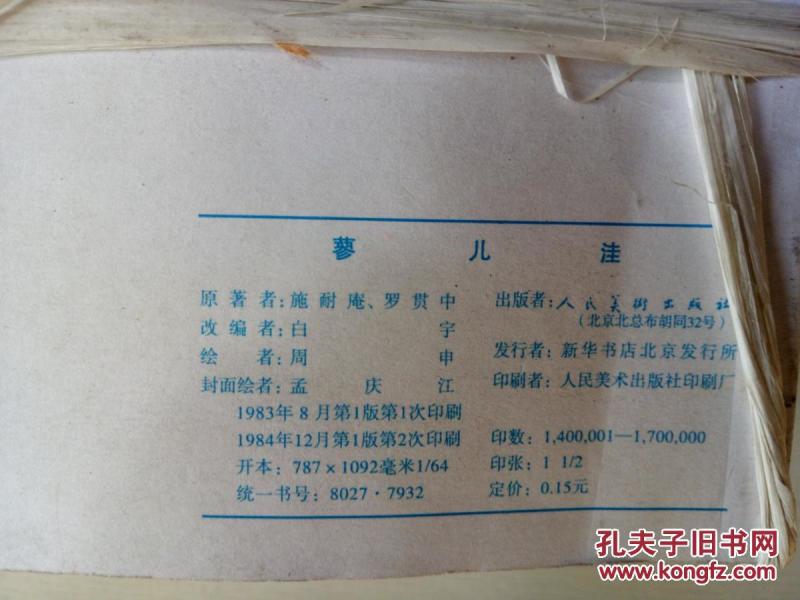 蓼儿洼
原著者：施耐庵、罗贯中
改编者：白宇
绘者：周申
封面绘者：孟庆江
1983年8月第1版第1次印刷
1984年12月第1版第2次印刷
开本：787×1092毫米1/64
统一书号：8027·7932
出版者：人民美術出版社
（北京北总布胡同32号）
发行者：新华书店北京发行所
印刷者：人民美术出版社印刷厂
印数：1,400,001—1,700,000
印张：1 1/2
定价：0.15元
孔夫子旧书网
www.kongfz.com